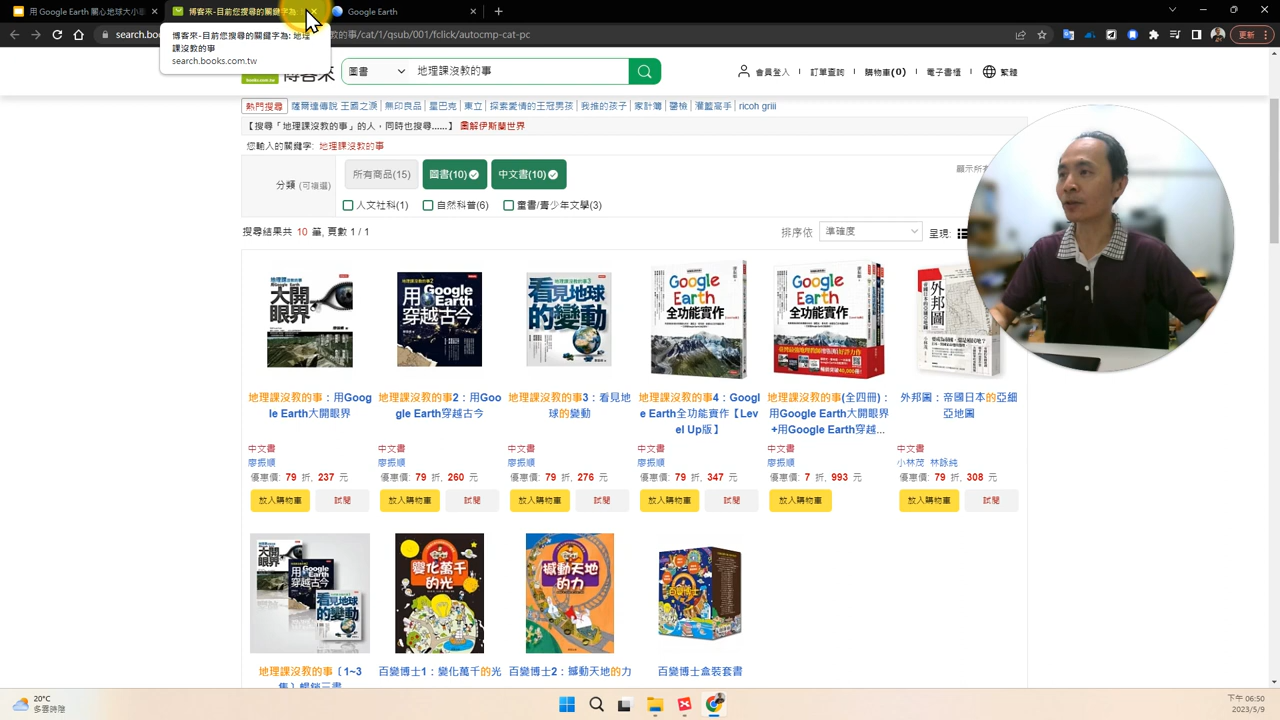 用 Google Earth 關心地球大小事
博客來-目前您搜尋的關鍵字為:
Google Earth
博客來-目前您搜尋的關鍵字為: 地理課沒教的事
search.books.com.tw
更新
博客來
books.com.tw
圖書
地理課沒教的事
會員登入
訂單查詢
購物車(0)
電子書櫃
繁體
熱門搜尋 薩爾達傳說 王國之淚 無印良品 星巴克 東立 探索愛情的王冠男孩 我推的孩子 家計簿 靈檢 灌籃高手 ricoh griii
【搜尋「地理課沒教的事」的人，同時也搜尋......】 圖解伊斯蘭世界
您輸入的關鍵字: 地理課沒教的事
分類 (可複選)
所有商品(15) 圖書(10) 中文書(10)
人文社科(1) 自然科普(6) 童書/青少年文學(3)
搜尋結果共 10 筆, 頁數 1 / 1
排序依 準確度 呈現:
地理課沒教的事：用Google Earth大開眼界
中文書
廖振順
優惠價: 79 折, 237 元
放入購物車 試閱
地理課沒教的事2：用Google Earth穿越古今
中文書
廖振順
優惠價: 79 折, 260 元
放入購物車 試閱
地理課沒教的事3：看見地球的變動
中文書
廖振順
優惠價: 79 折, 276 元
放入購物車 試閱
地理課沒教的事4：Google Earth全功能實作【Level Up版】
中文書
廖振順
優惠價: 79 折, 347 元
放入購物車 試閱
地理課沒教的事(全四冊)：用Google Earth大開眼界+用Google Earth穿越...
中文書
廖振順
優惠價: 7 折, 993 元
放入購物車
外邦圖：帝國日本的亞細亞地圖
中文書
小林茂 林詠純
優惠價: 79 折, 308 元
放入購物車 試閱
地理課沒教的事〔1~3集〕暢銷三書
百變博士1：變化萬千的光
百變博士2：撼動天地的力
百變博士盒裝套書
20°C
多雲時陰
下午 06:50
2023/5/9